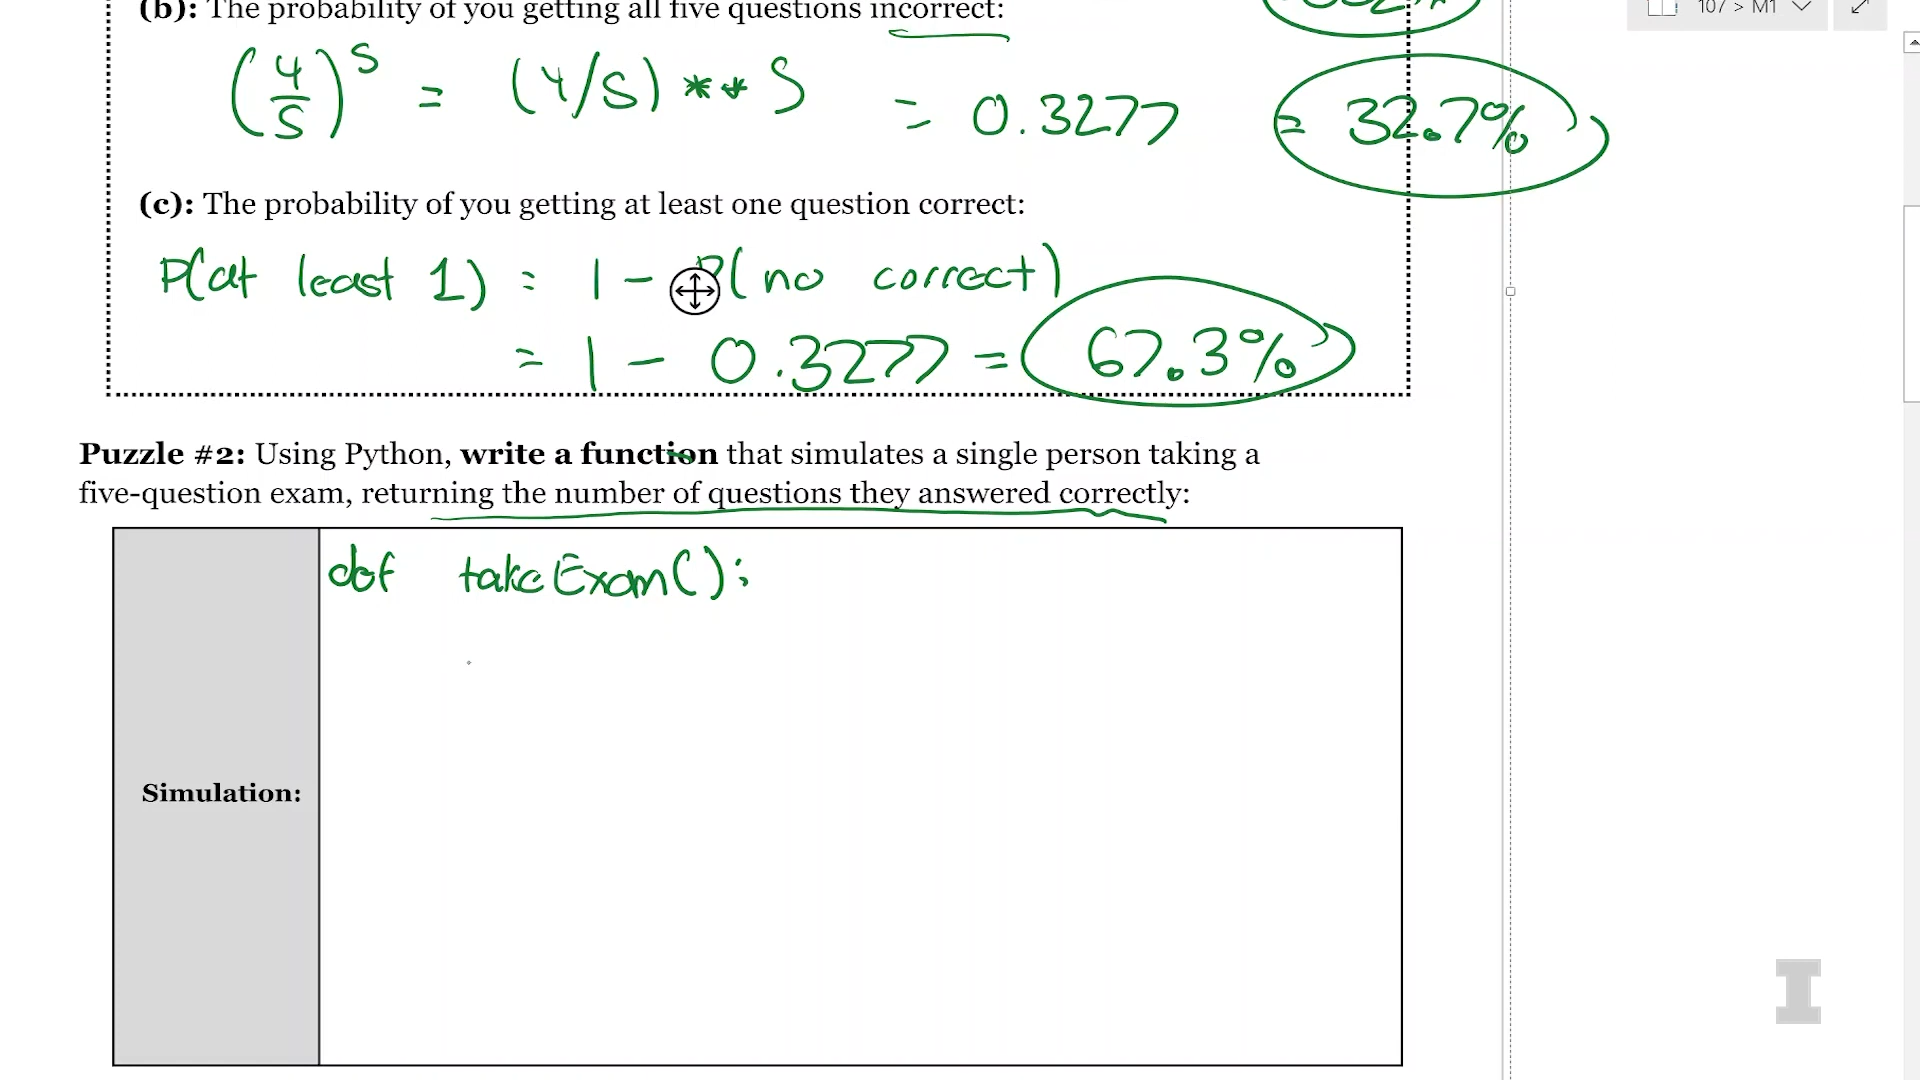 (b): The probability of you getting all five questions incorrect:
107 > M1
(4/5)^5 = (4/5) ** 5 = 0.3277 = 32.7%
(c): The probability of you getting at least one question correct:
P(at least 1) = 1 - P(no correct)
= 1 - 0.3277 = 67.3%
Puzzle #2: Using Python, write a function that simulates a single person taking a
five-question exam, returning the number of questions they answered correctly:
def takeExam():
Simulation:
I